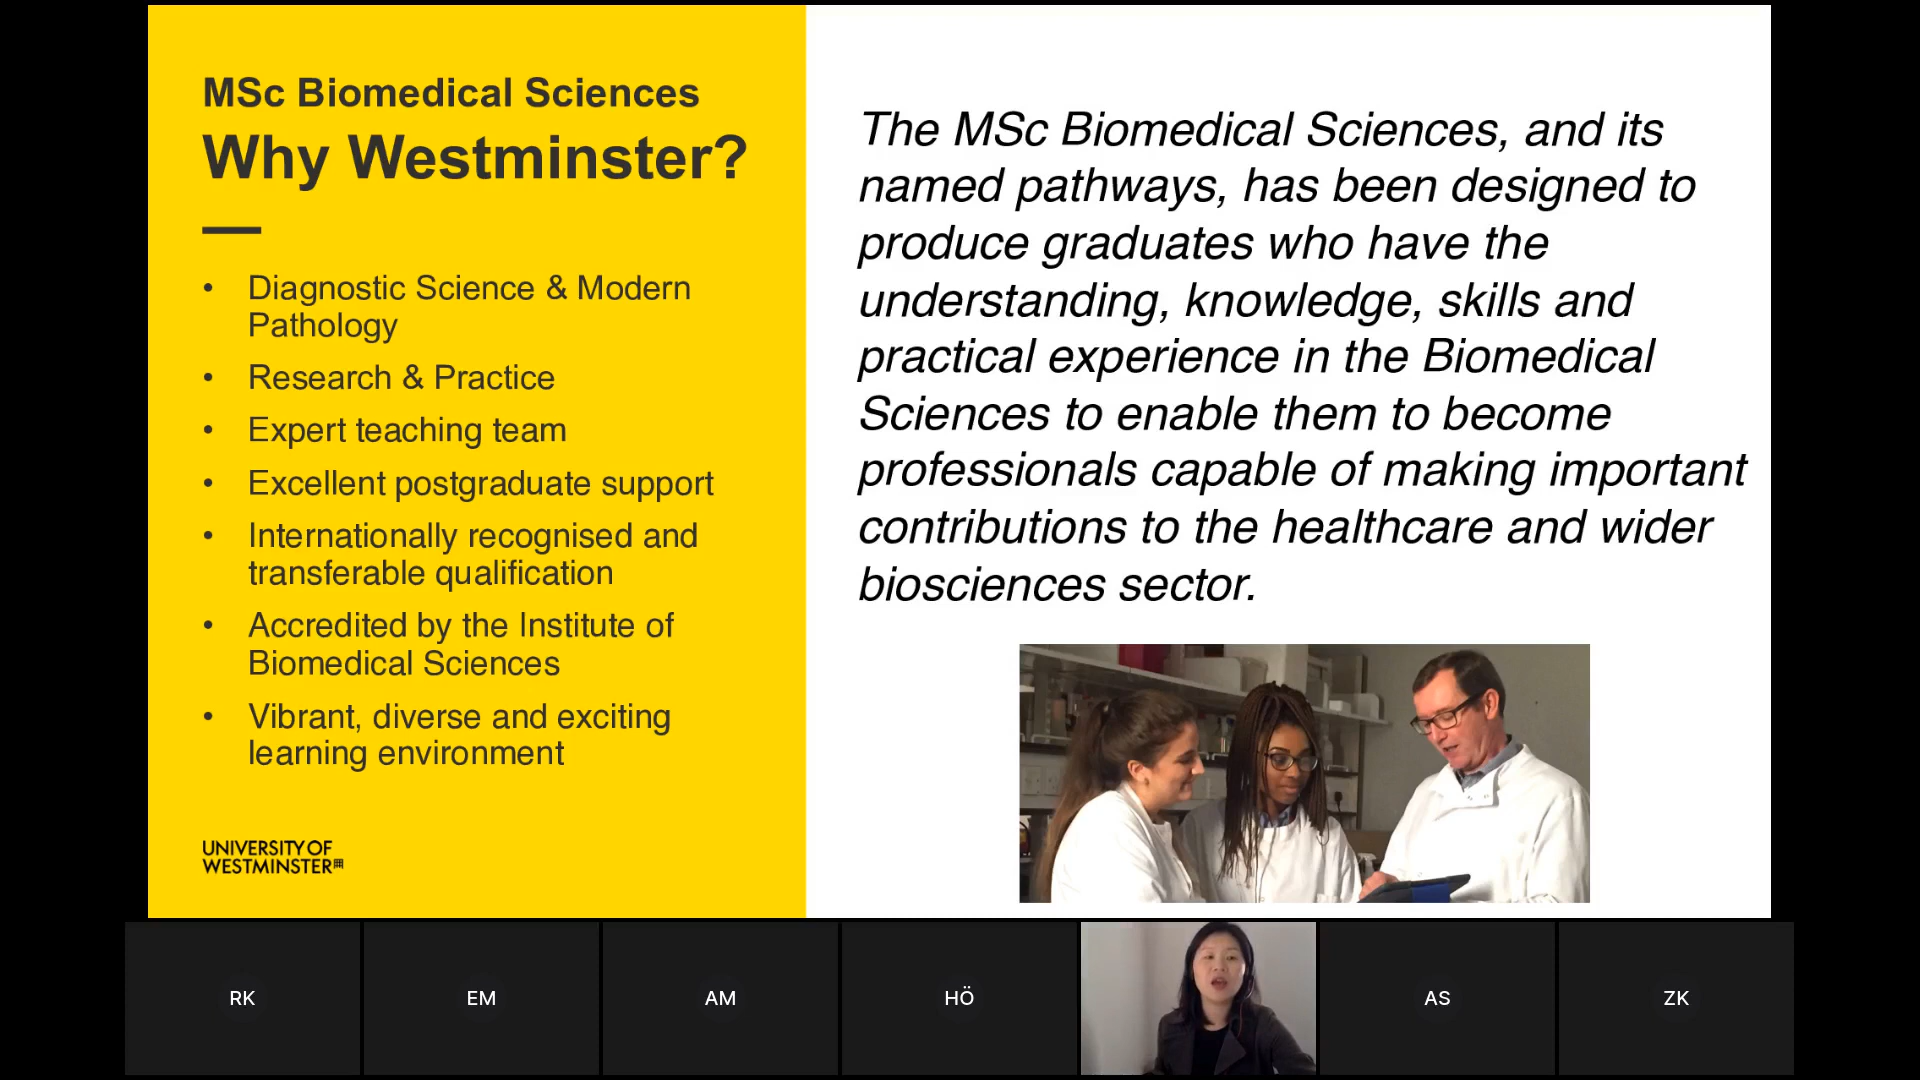 MSc Biomedical Sciences
Why Westminster?
• Diagnostic Science & Modern
Pathology
• Research & Practice
• Expert teaching team
• Excellent postgraduate support
• Internationally recognised and
transferable qualification
• Accredited by the Institute of
Biomedical Sciences
• Vibrant, diverse and exciting
learning environment
UNIVERSITY OF
WESTMINSTER
The MSc Biomedical Sciences, and its
named pathways, has been designed to
produce graduates who have the
understanding, knowledge, skills and
practical experience in the Biomedical
Sciences to enable them to become
professionals capable of making important
contributions to the healthcare and wider
biosciences sector.
RK
EM
AM
HÖ
AS
ZK